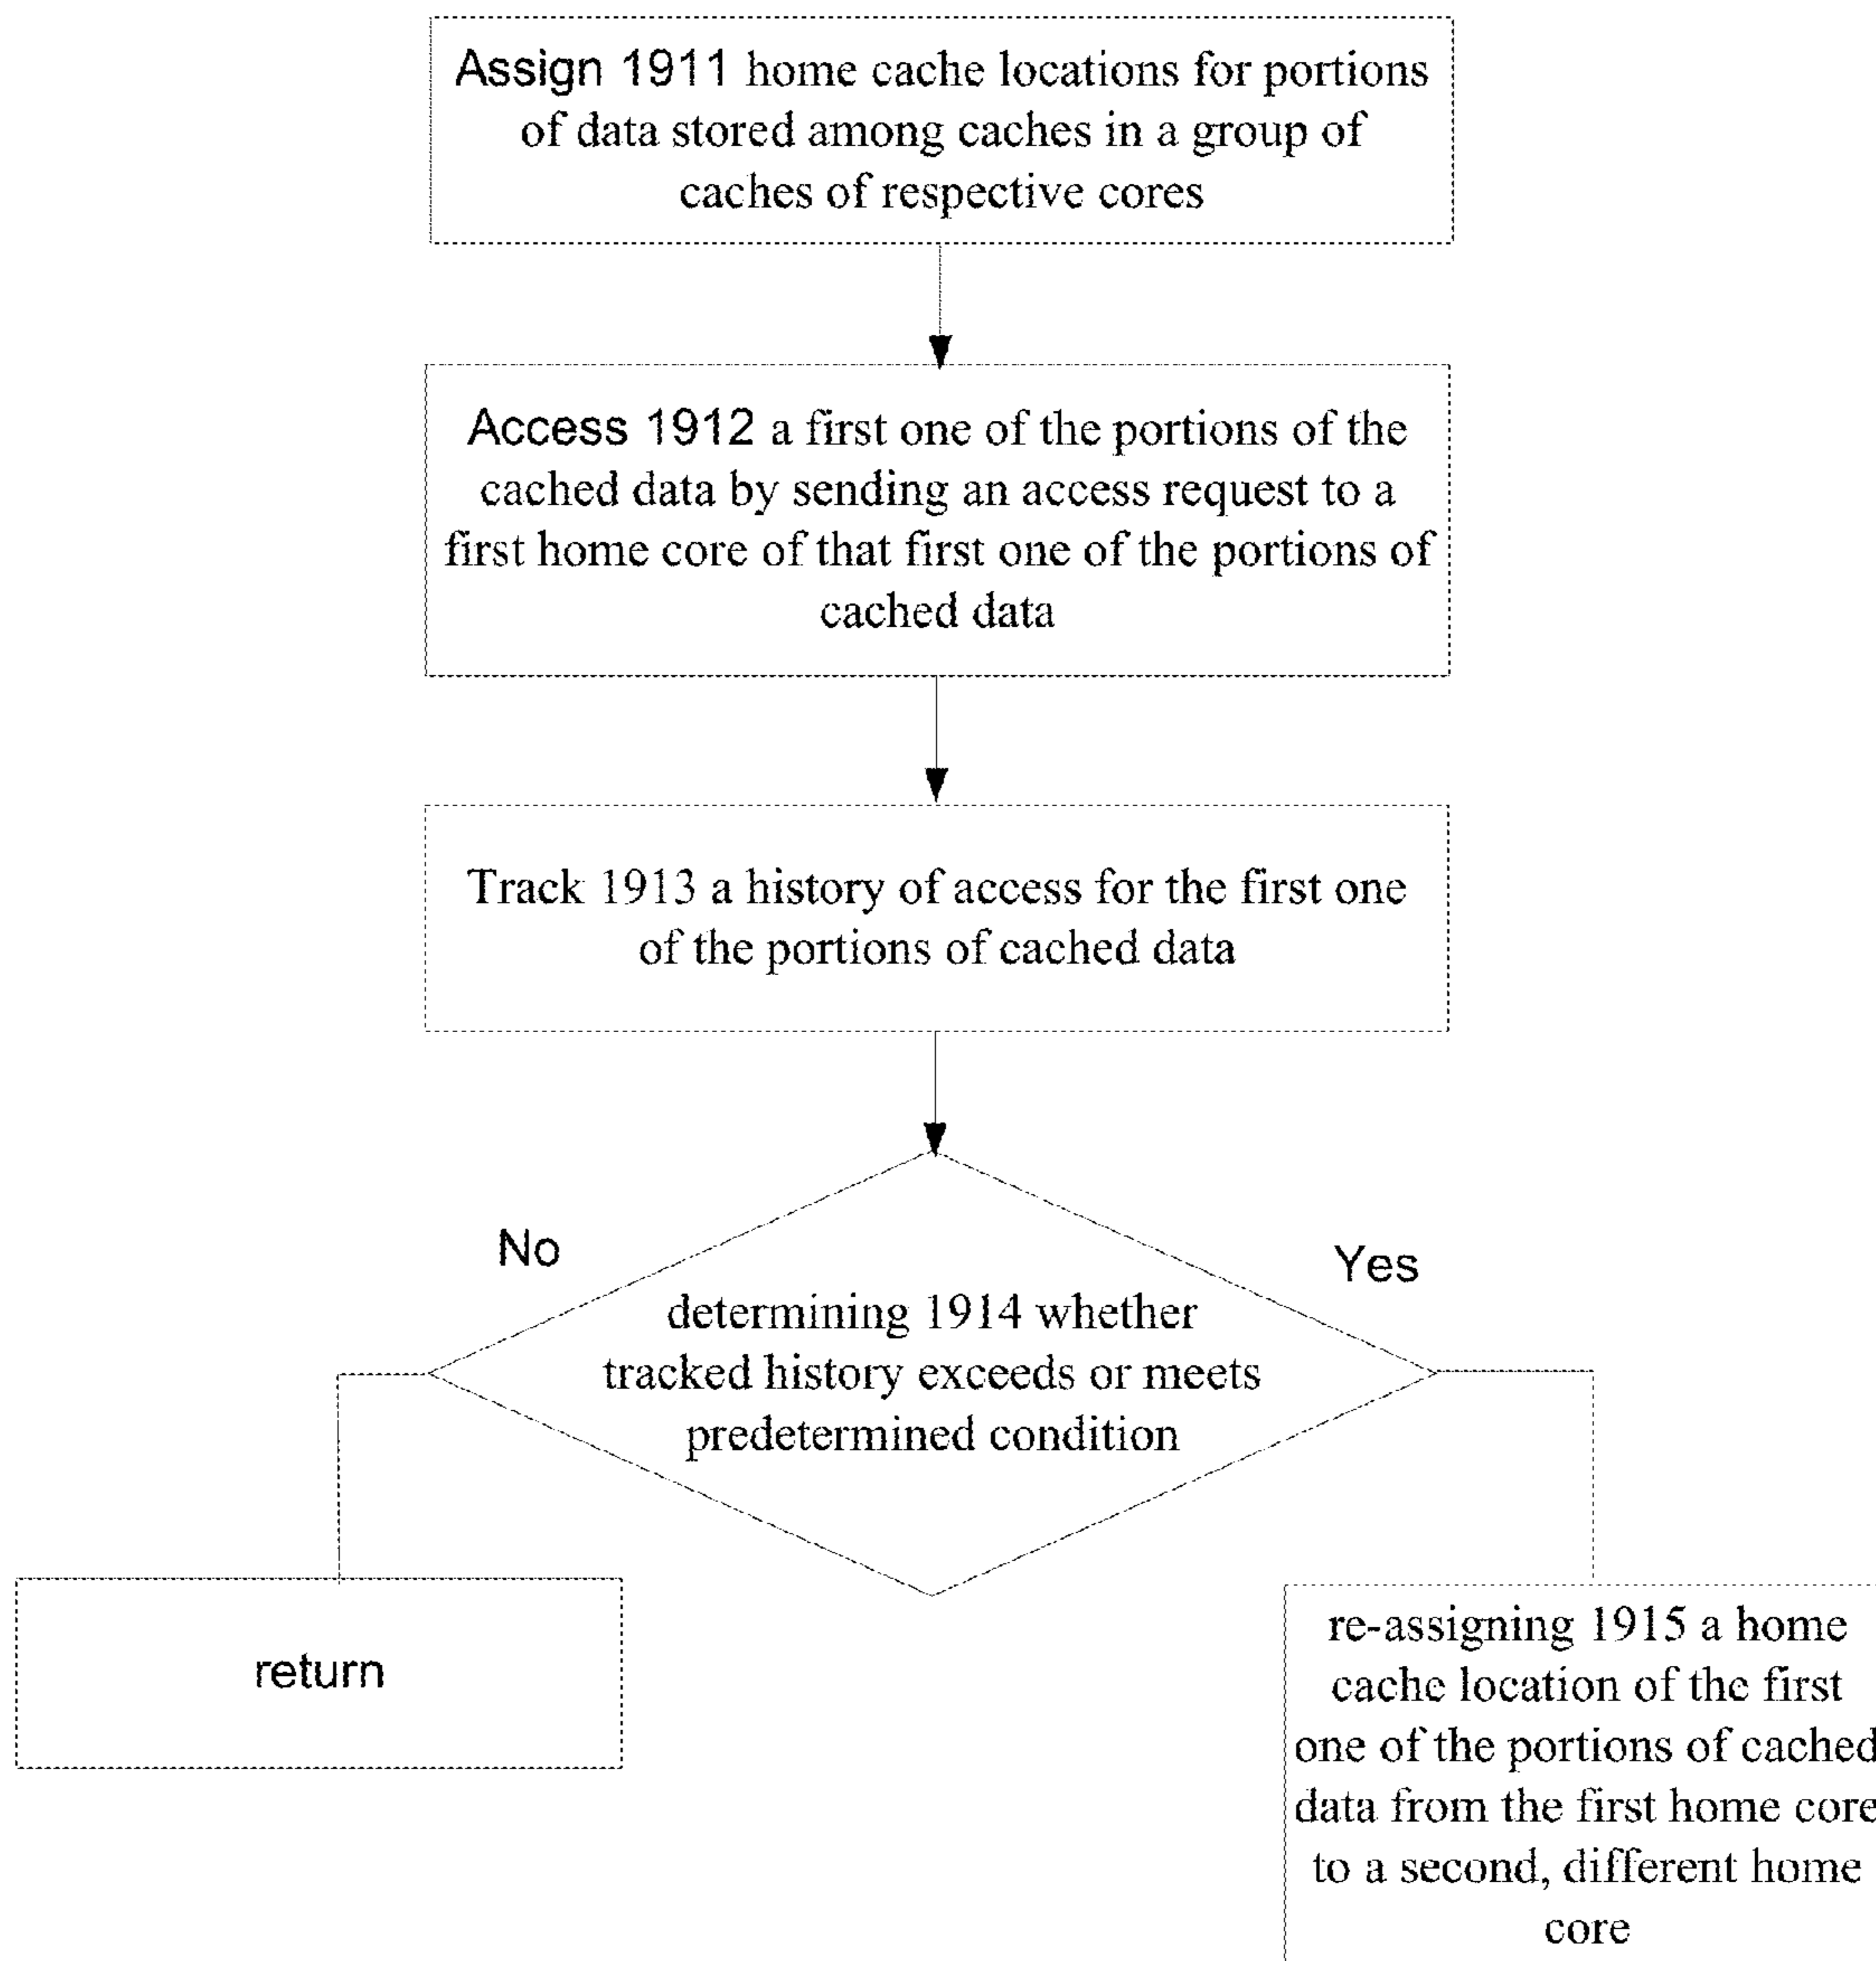 Assign 1911 home cache locations for portions
of data stored among caches in a group of
caches of respective cores
Access 1912 a first one of the portions of the
cached data by sending an access request to a
first home core of that first one of the portions of
cached data
Track 1913 a history of access for the first one
of the portions of cached data
No
Yes
determining 1914 whether
tracked history exceeds or meets
predetermined condition
return
re-assigning 1915 a home
cache location of the first
one of the portions of cached
data from the first home core
to a second, different home
core